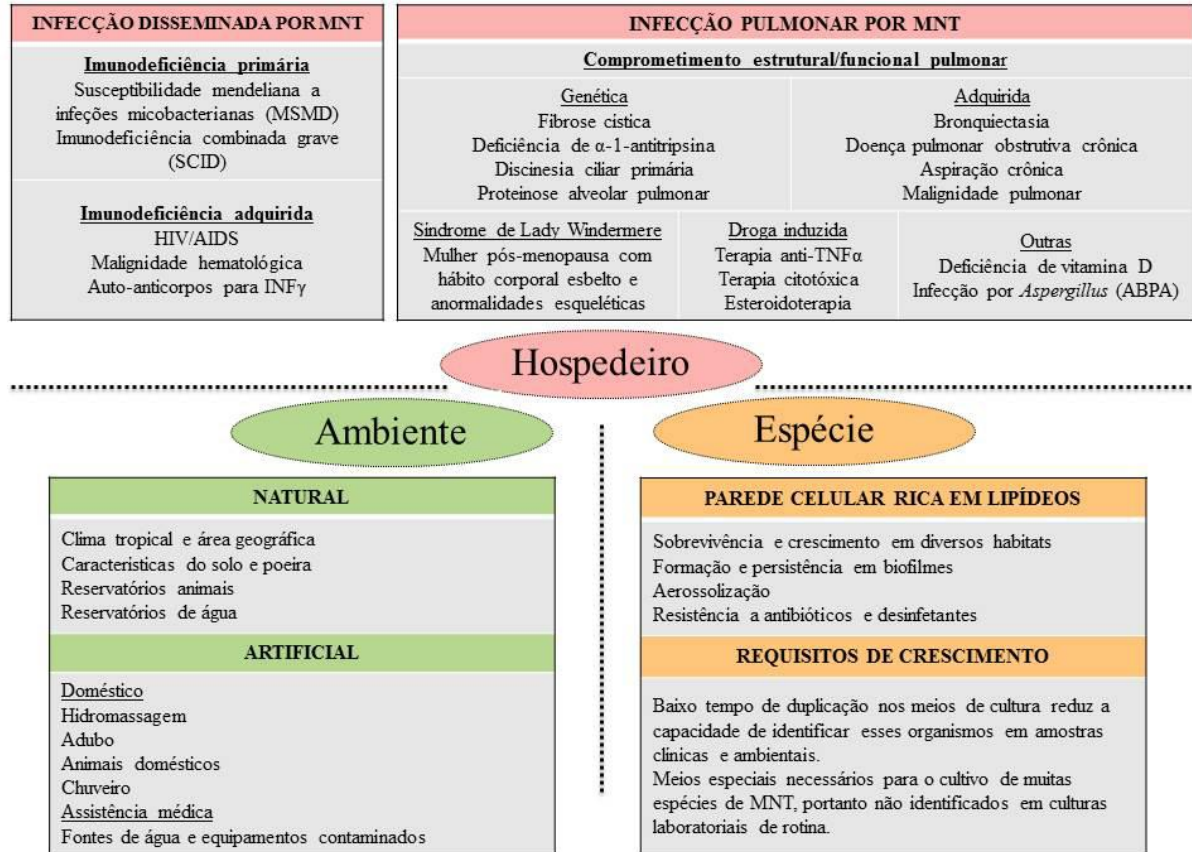 INFECÇÃO DISSEMINADA POR MNT
Imunodeficiência primária
Susceptibilidade mendeliana a
infeções micobacterianas (MSMD)
Imunodeficiência combinada grave
(SCID)
Imunodeficiência adquirida
HIV/AIDS
Malignidade hematológica
Auto-anticorpos para INFγ
INFECÇÃO PULMONAR POR MNT
Comprometimento estrutural/funcional pulmonar
Genética
Fibrose cística
Deficiência de α-1-antitripsina
Discinesia ciliar primária
Proteinose alveolar pulmonar
Adquirida
Bronquiectasia
Doença pulmonar obstrutiva crônica
Aspiração crônica
Malignidade pulmonar
Síndrome de Lady Windermere
Mulher pós-menopausa com
hábito corporal esbelto e
anormalidades esqueléticas
Droga induzida
Terapia anti-TNFα
Terapia citotóxica
Esteroidoterapia
Outras
Deficiência de vitamina D
Infecção por Aspergillus (ABPA)
Hospedeiro
Ambiente
Espécie
NATURAL
Clima tropical e área geográfica
Caracteristicas do solo e poeira
Reservatórios animais
Reservatórios de água
ARTIFICIAL
Doméstico
Hidromassagem
Adubo
Animais domésticos
Chuveiro
Assistência médica
Fontes de água e equipamentos contaminados
PAREDE CELULAR RICA EM LIPÍDEOS
Sobrevivência e crescimento em diversos habitats
Formação e persistência em biofilmes
Aerossolização
Resistência a antibióticos e desinfetantes
REQUISITOS DE CRESCIMENTO
Baixo tempo de duplicação nos meios de cultura reduz a
capacidade de identificar esses organismos em amostras
clínicas e ambientais.
Meios especiais necessários para o cultivo de muitas
espécies de MNT, portanto não identificados em culturas
laboratoriais de rotina.